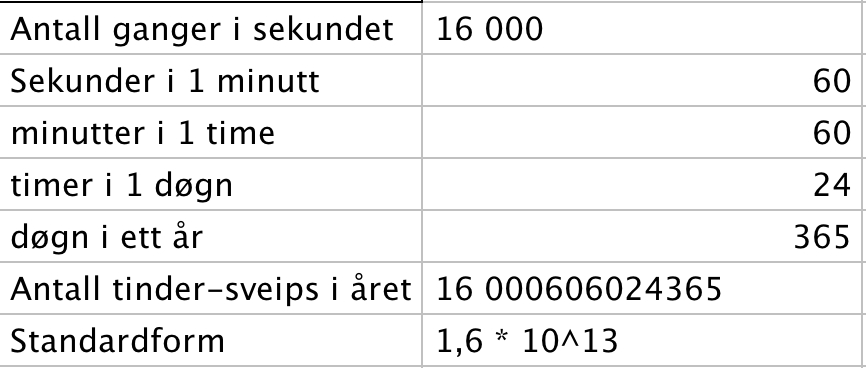 Antall ganger i sekundet 16 000
Sekunder i 1 minutt 60
minutter i 1 time 60
timer i 1 døgn 24
døgn i ett år 365
Antall tinder-sveips i året 16 000606024365
Standardform 1,6 * 10^13